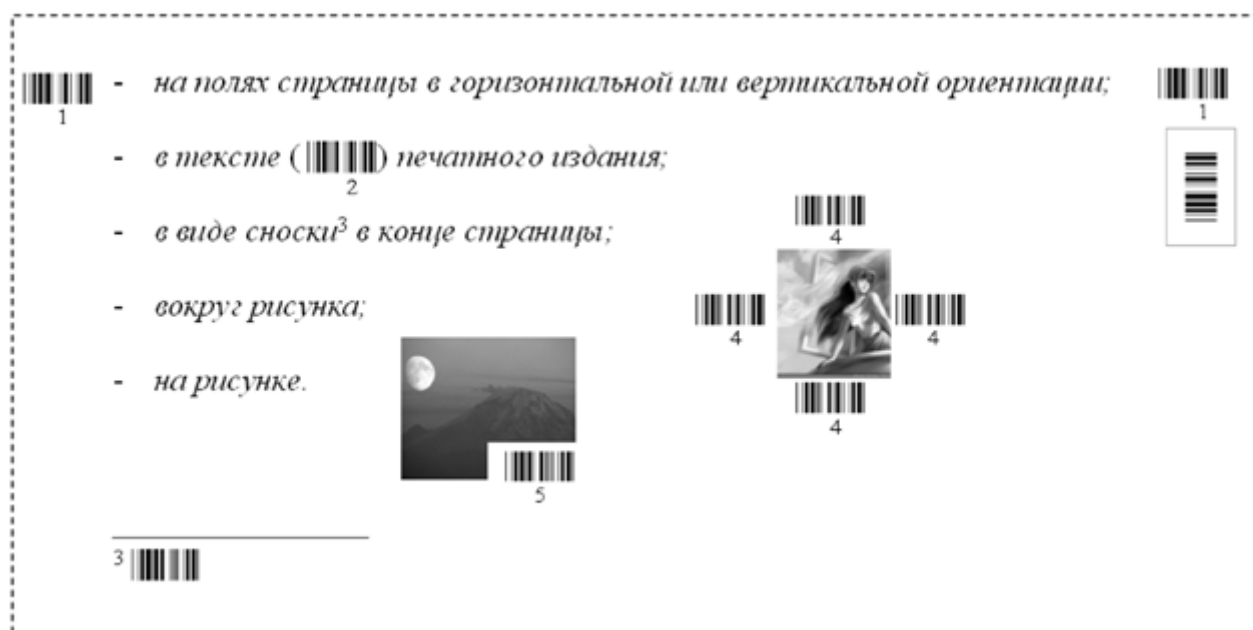 - на полях страницы в горизонтальной или вертикальной ориентации;
1
1
- в тексте ( ) печатного издания;
2
- в виде сноски³ в конце страницы;
4
- вокруг рисунка;
4
4
- на рисунке.
4
5
3